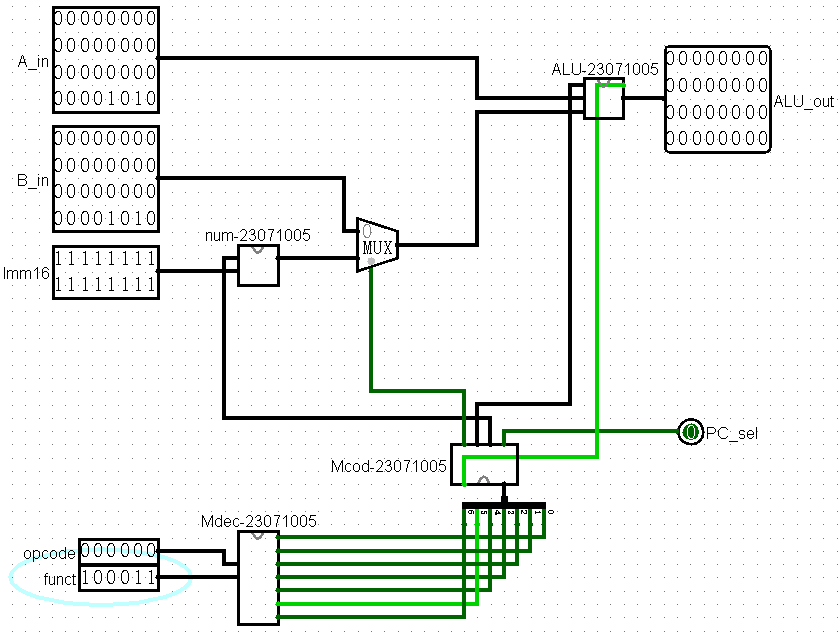 A_in
00000000
00000000
00000000
00001010
B_in
00000000
00000000
00000000
00001010
Imm16
11111111
11111111
num-23071005
0
MUX
ALU-23071005
00000000
00000000
00000000
00000000
ALU_out
Mcod-23071005
0
PC_sel
6 5 4 3 2 1 0
Mdec-23071005
opcode
000000
funct
100011